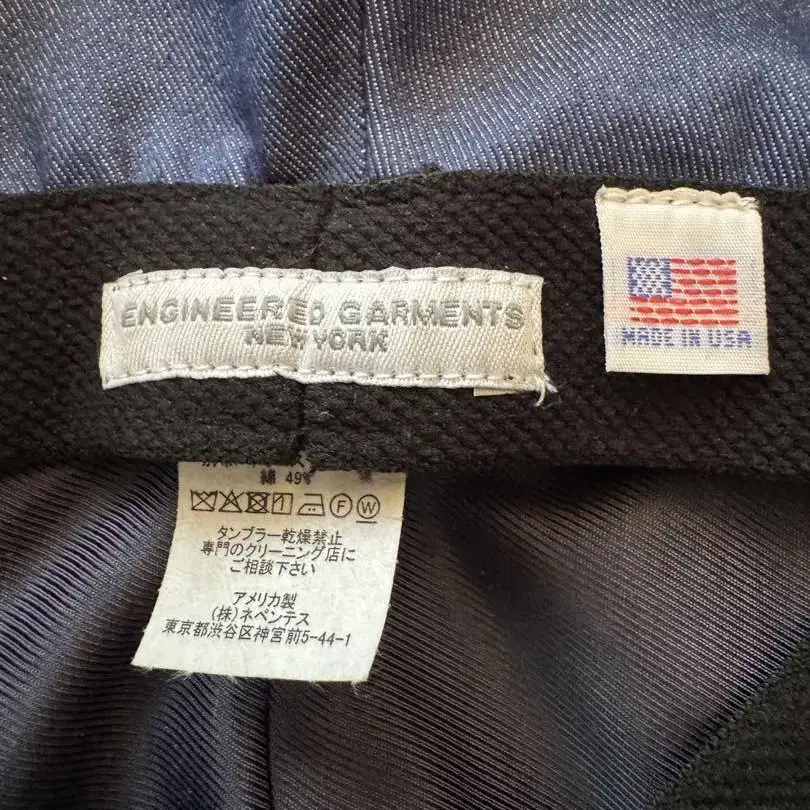 ENGINEERED GARMENTS
NEW YORK
MADE IN USA
綿 49%
1 F W
タンブラー乾燥禁止
専門のクリーニング店に
ご相談下さい
アメリカ製
(株)ネペンテス
東京都渋谷区神宮前5-44-1